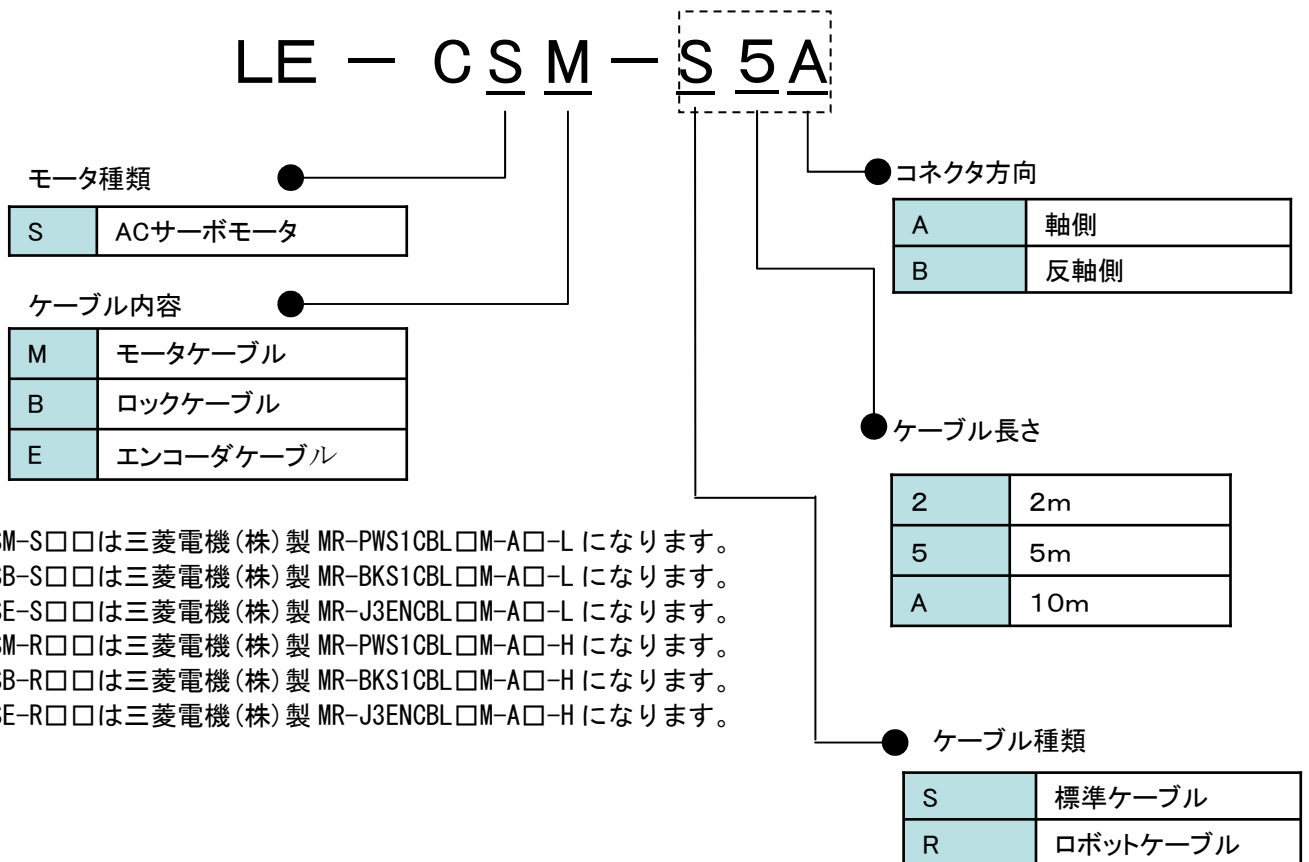 LE － CSM－S5A
モータ種類
S ACサーボモータ
ケーブル内容
M モータケーブル
B ロックケーブル
E エンコーダケーブル
コネクタ方向
A 軸側
B 反軸側
ケーブル長さ
2 2m
5 5m
A 10m
SM-S□□は三菱電機(株)製 MR-PWS1CBL□M-A□-L になります。
SB-S□□は三菱電機(株)製 MR-BKS1CBL□M-A□-L になります。
SE-S□□は三菱電機(株)製 MR-J3ENCBL□M-A□-L になります。
SM-R□□は三菱電機(株)製 MR-PWS1CBL□M-A□-H になります。
SB-R□□は三菱電機(株)製 MR-BKS1CBL□M-A□-H になります。
SE-R□□は三菱電機(株)製 MR-J3ENCBL□M-A□-H になります。
ケーブル種類
S 標準ケーブル
R ロボットケーブル